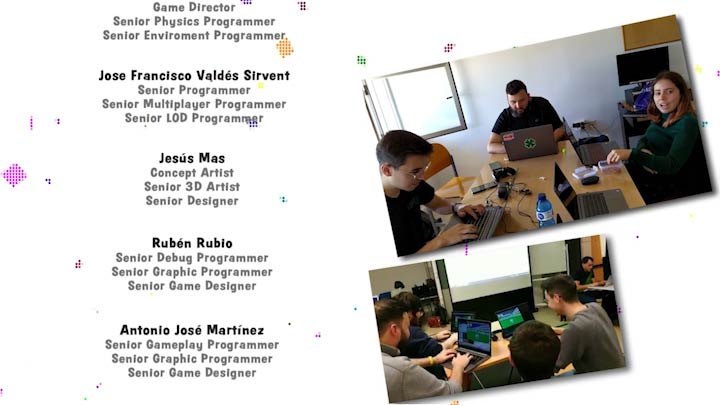 Game Director
Senior Physics Programmer
Senior Enviroment Programmer
Jose Francisco Valdés Sirvent
Senior Programmer
Senior Multiplayer Programmer
Senior LOD Programmer
Jesús Mas
Concept Artist
Senior 3D Artist
Senior Designer
Rubén Rubio
Senior Debug Programmer
Senior Graphic Programmer
Senior Game Designer
Antonio José Martínez
Senior Gameplay Programmer
Senior Graphic Programmer
Senior Game Designer